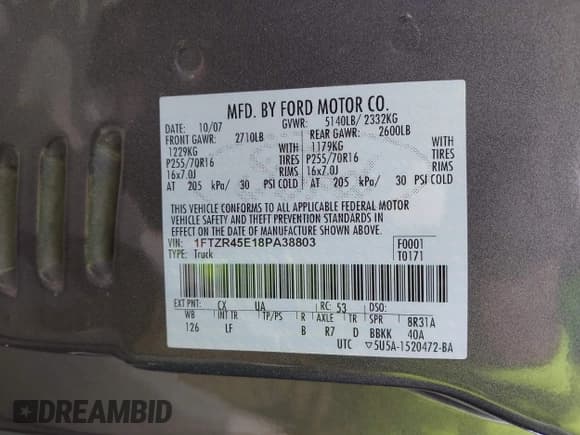 MFD. BY FORD MOTOR CO.
DATE: 10/07 GVWR: 5140LB/ 2332KG
FRONT GAWR: 2710LB REAR GAWR: 2600LB
1229KG WITH 1179KG WITH
P255/70R16 TIRES P255/70R16 TIRES
16x7.0J RIMS 16x7.0J RIMS
AT 205 kPa/ 30 PSI COLD AT 205 kPa/ 30 PSI COLD
THIS VEHICLE CONFORMS TO ALL APPLICABLE FEDERAL MOTOR
VEHICLE SAFETY AND THEFT PREVENTION STANDARDS IN
EFFECT ON THE DATE OF MANUFACTURE SHOWN ABOVE.
VIN: 1FTZR45E18PA38803 F0001
TYPE: Truck T0171
EXT PNT: CX UA RC: 53 DSO:
WB INT TR TP/PS R AXLE TR SPR 8R31A
126 LF B R7 D BBKK 40A
UTC ▽5U5A-1520472-BA
DREAMBID